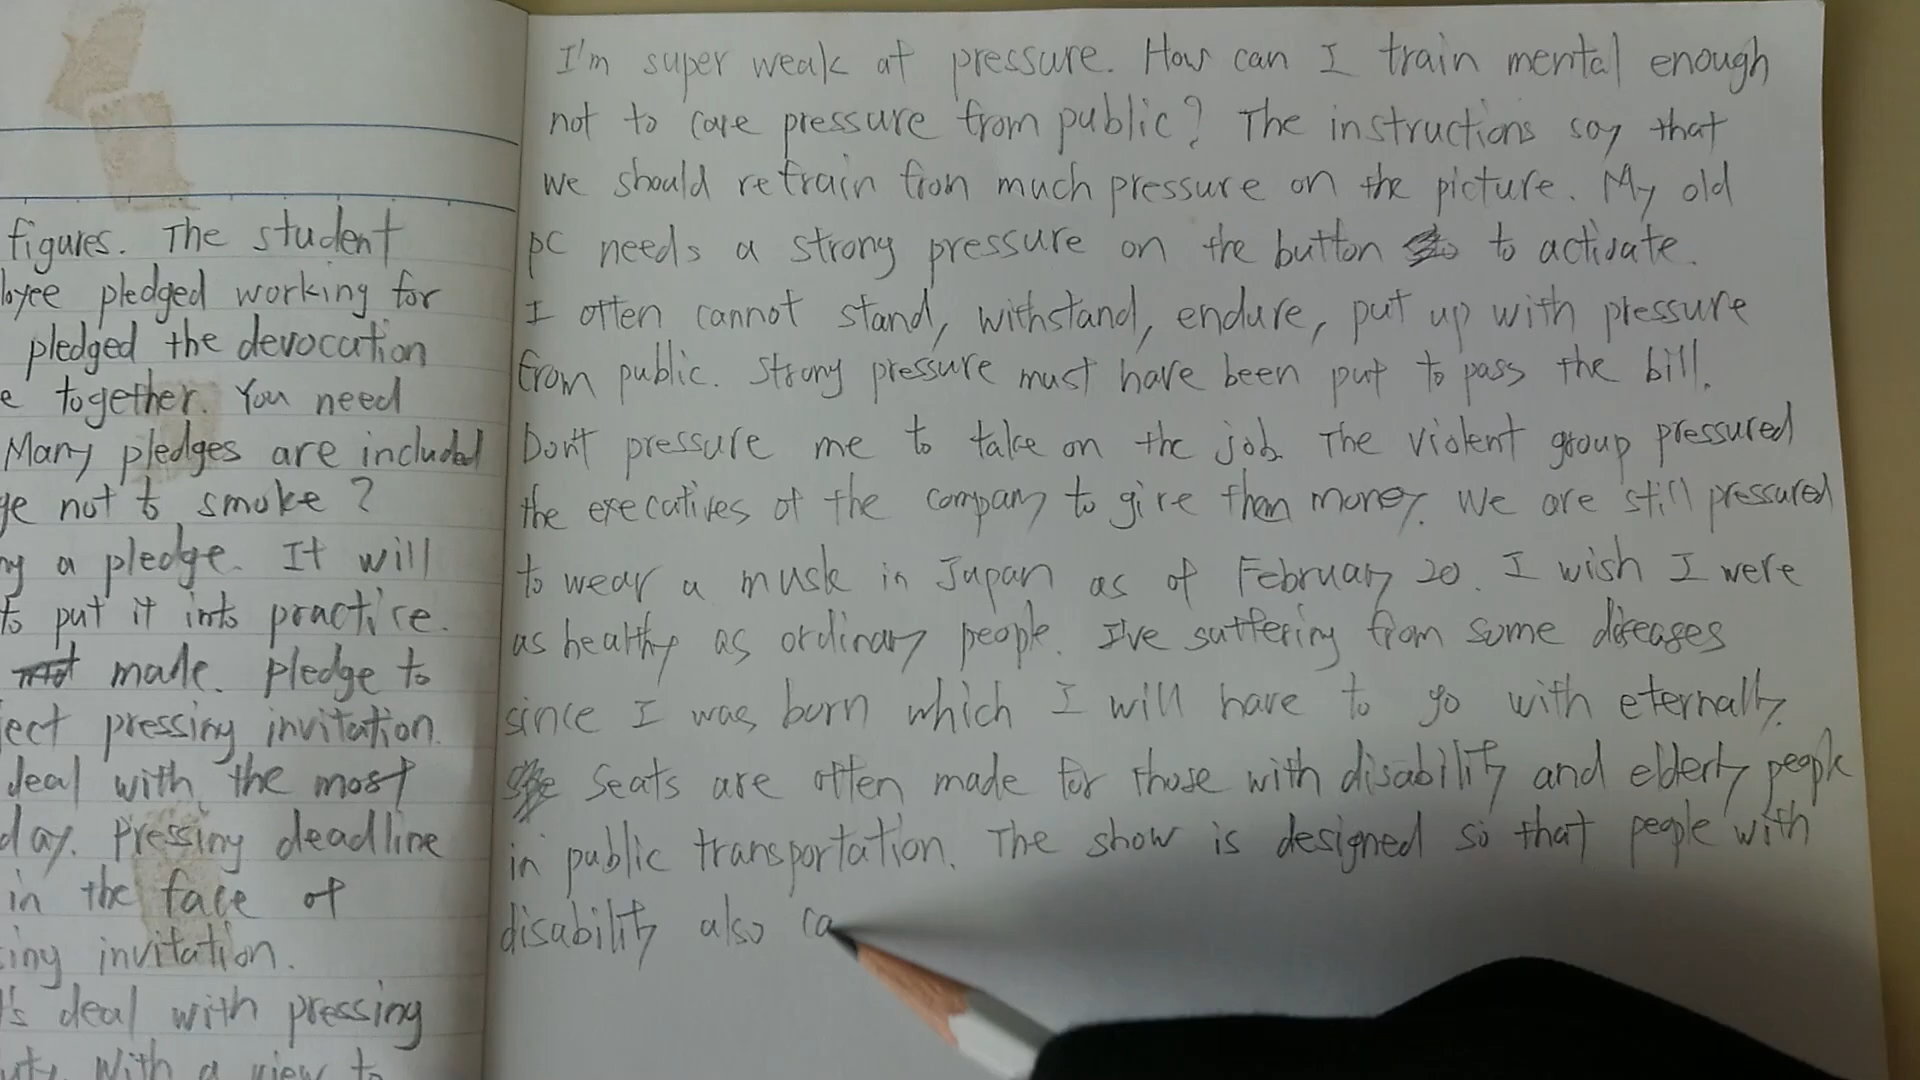 figures. The student
loyee pledged working for
pledged the devocation
e together. You need
Many pledges are included
ge not to smoke?
ny a pledge. It will
to put it into practice.
made. pledge to
ject pressing invitation.
deal with the most
day. Pressing deadline
in the face of
ing invitation.
's deal with pressing
with a view to
I'm super weak at pressure. How can I train mental enough
not to care pressure from public? The instructions say that
we should refrain from much pressure on the picture. My old
pc needs a strong pressure on the button to activate.
I often cannot stand, withstand, endure, put up with pressure
from public. Strong pressure must have been put to pass the bill.
Don't pressure me to take on the job. The violent group pressured
the executives of the company to give them money. We are still pressured
to wear a musk in Japan as of February 20. I wish I were
as healthy as ordinary people. I've suffering from some diseases
since I was born which I will have to go with eternally.
Seats are often made for those with disability and elderly people
in public transportation. The show is designed so that people with
disability also ca